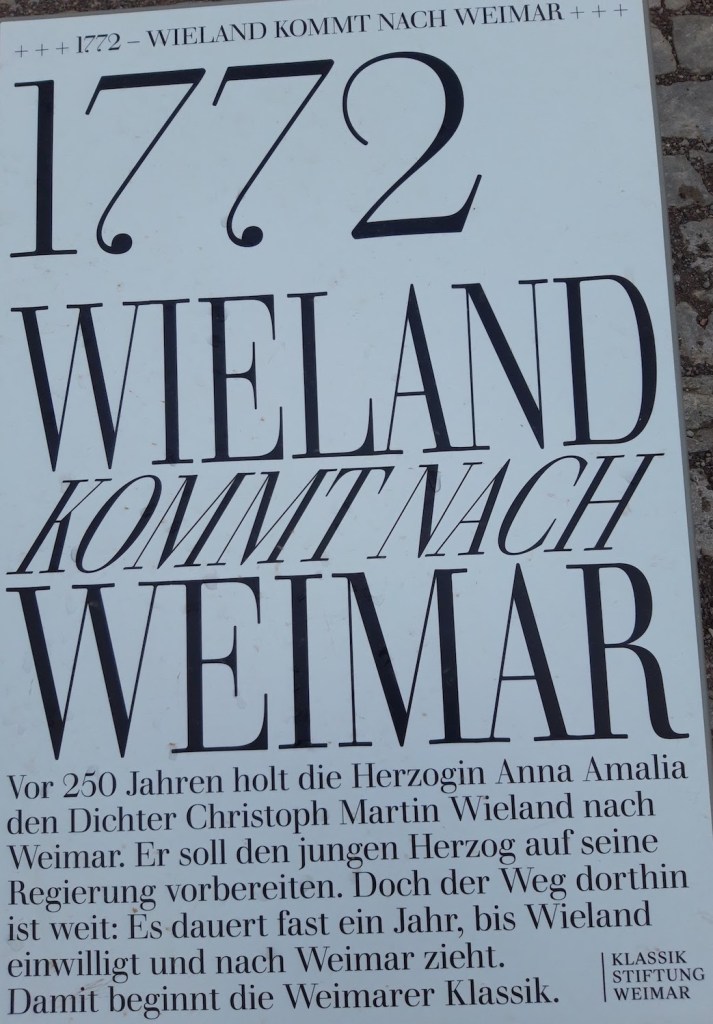 + + + 1772 – WIELAND KOMMT NACH WEIMAR + + +
1772
WIELAND
KOMMT NACH
WEIMAR
Vor 250 Jahren holt die Herzogin Anna Amalia
den Dichter Christoph Martin Wieland nach
Weimar. Er soll den jungen Herzog auf seine
Regierung vorbereiten. Doch der Weg dorthin
ist weit: Es dauert fast ein Jahr, bis Wieland
einwilligt und nach Weimar zieht.
Damit beginnt die Weimarer Klassik.
KLASSIK
STIFTUNG
WEIMAR